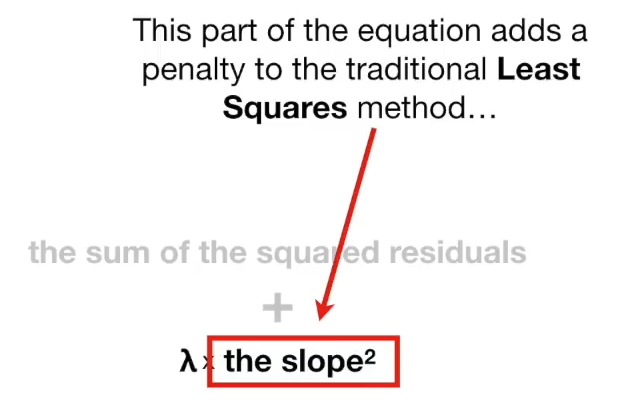 This part of the equation adds a
penalty to the traditional Least
Squares method…
the sum of the squared residuals
+
λ x the slope²